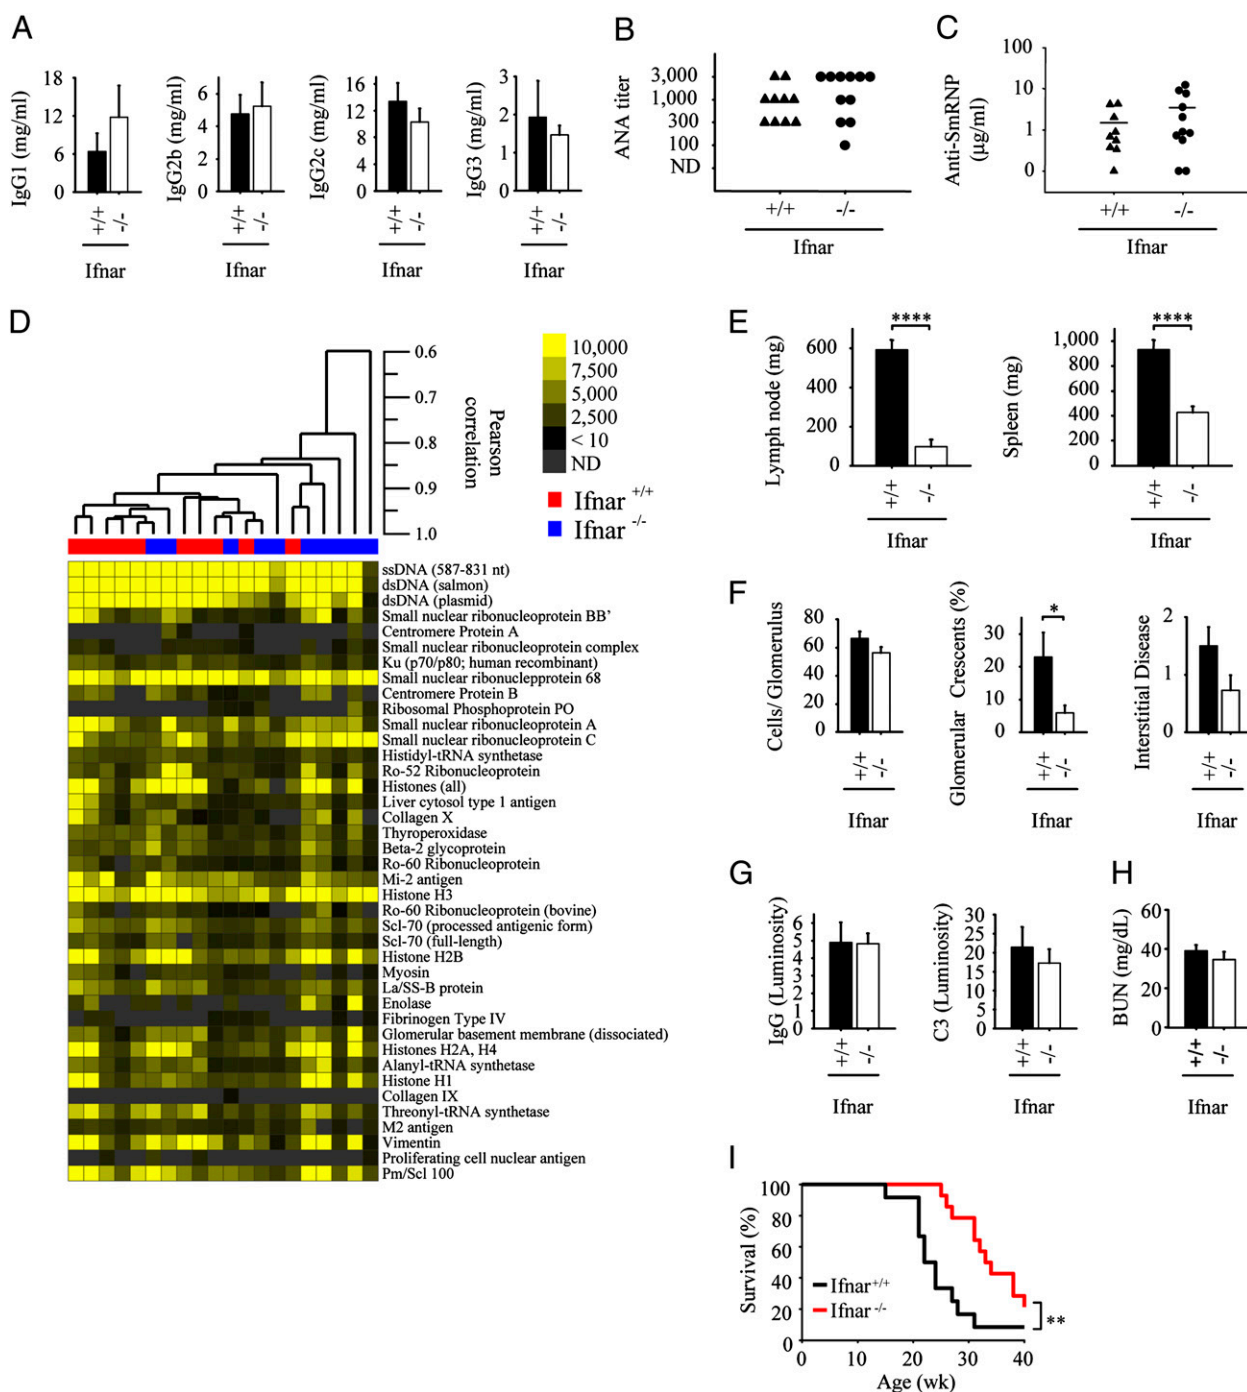 A
IgG1 (mg/ml)
18
12
6
0
+/+
-/-
Ifnar
IgG2b (mg/ml)
6
4
2
0
+/+
-/-
Ifnar
IgG2c (mg/ml)
16
12
8
4
0
+/+
-/-
Ifnar
IgG3 (mg/ml)
3
2
1
0
+/+
-/-
Ifnar
B
ANA titer
3,000
1,000
300
100
ND
+/+
-/-
Ifnar
C
Anti-SmRNP
(μg/ml)
100
10
1
0
+/+
-/-
Ifnar
D
0.6
0.8
0.9
1.0
Pearson
correlation
10,000
7,500
5,000
2,500
< 10
ND
Ifnar +/+
Ifnar -/-
ssDNA (587-831 nt)
dsDNA (salmon)
dsDNA (plasmid)
Small nuclear ribonucleoprotein BB'
Centromere Protein A
Small nuclear ribonucleoprotein complex
Ku (p70/p80; human recombinant)
Small nuclear ribonuclepprotein 68
Centromere Protein B
Ribosomal Phosphoprotein PO
Small nuclear ribonucleoprotein A
Small nuclear ribonucleoprotein C
Histidyl-tRNA synthetase
Ro-52 Ribonucleoprotein
Histones (all)
Liver cytosol type 1 antigen
Collagen X
Thyroperoxidase
Beta-2 glycoprotein
Ro-60 Ribonucleoprotein
Mi-2 antigen
Histone H3
Ro-60 Ribonucleoprotein (bovine)
Scl-70 (processed antigenic form)
Scl-70 (full-length)
Histone H2B
Myosin
La/SS-B protein
Enolase
Fibrinogen Type IV
Glomerular basement membrane (dissociated)
Histones H2A, H4
Alanyl-tRNA synthetase
Histone H1
Collagen IX
Threonyl-tRNA synthetase
M2 antigen
Vimentin
Proliferating cell nuclear antigen
Pm/Scl 100
E
Lymph node (mg)
600
400
200
0
****
+/+
-/-
Ifnar
Spleen (mg)
1,000
800
600
400
200
0
****
+/+
-/-
Ifnar
F
Cells/ Glomerulus
80
60
40
20
0
+/+
-/-
Ifnar
Glomerular Crescents (%)
30
20
10
0
*
+/+
-/-
Ifnar
Interstitial Disease
2
1
0
+/+
-/-
Ifnar
G
IgG (Luminosity)
6
5
4
3
2
1
0
+/+
-/-
Ifnar
C3 (Luminosity)
30
25
20
15
10
5
0
+/+
-/-
Ifnar
H
BUN (mg/dL)
60
40
20
0
+/+
-/-
Ifnar
I
Survival (%)
100
80
60
40
20
0
Ifnar+/+
Ifnar-/-
**
0
10
20
30
40
Age (wk)